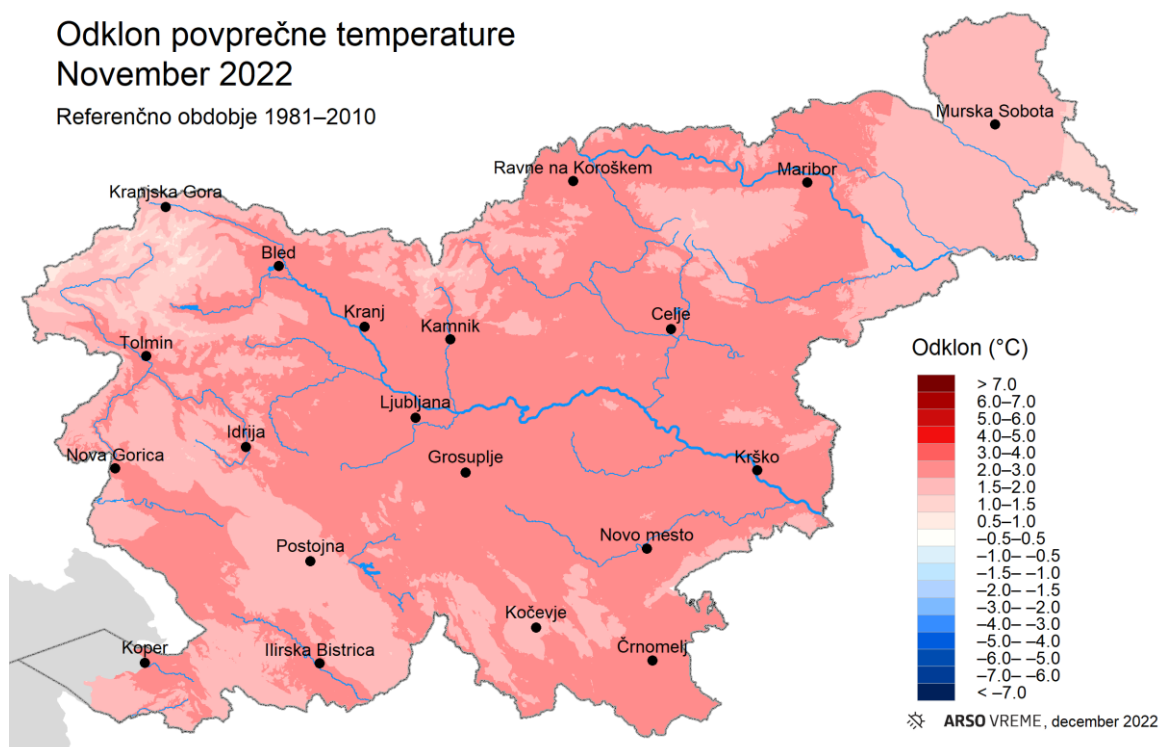 Odklon povprečne temperature
November 2022
Referenčno obdobje 1981–2010
Murska Sobota
Ravne na Koroškem
Maribor
Kranjska Gora
Bled
Kranj
Kamnik
Celje
Tolmin
Ljubljana
Idrija
Nova Gorica
Grosuplje
Krško
Postojna
Novo mesto
Kočevje
Koper
Ilirska Bistrica
Črnomelj
Odklon (°C)
> 7.0
6.0–7.0
5.0–6.0
4.0–5.0
3.0–4.0
2.0–3.0
1.5–2.0
1.0–1.5
0.5–1.0
–0.5–0.5
–1.0– –0.5
–1.5– –1.0
–2.0– –1.5
–3.0– –2.0
–4.0– –3.0
–5.0– –4.0
–6.0– –5.0
–7.0– –6.0
< –7.0
ARSO VREME, december 2022